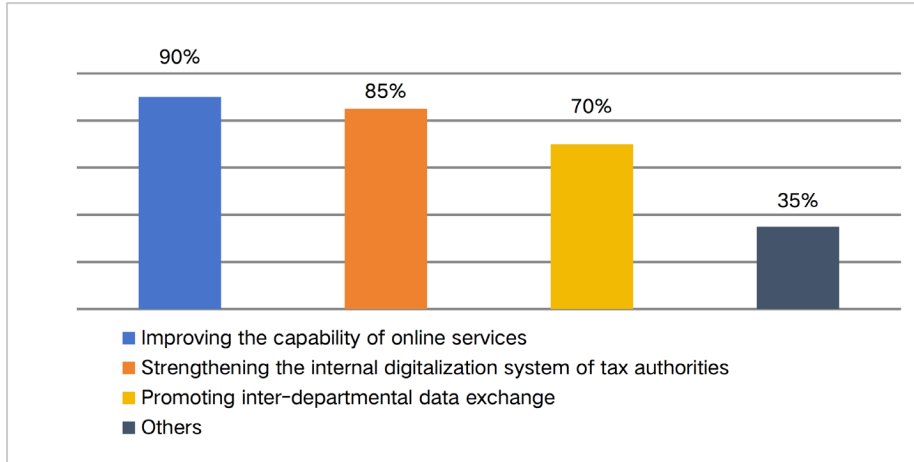 90%
85%
70%
35%
Improving the capability of online services
Strengthening the internal digitalization system of tax authorities
Promoting inter-departmental data exchange
Others